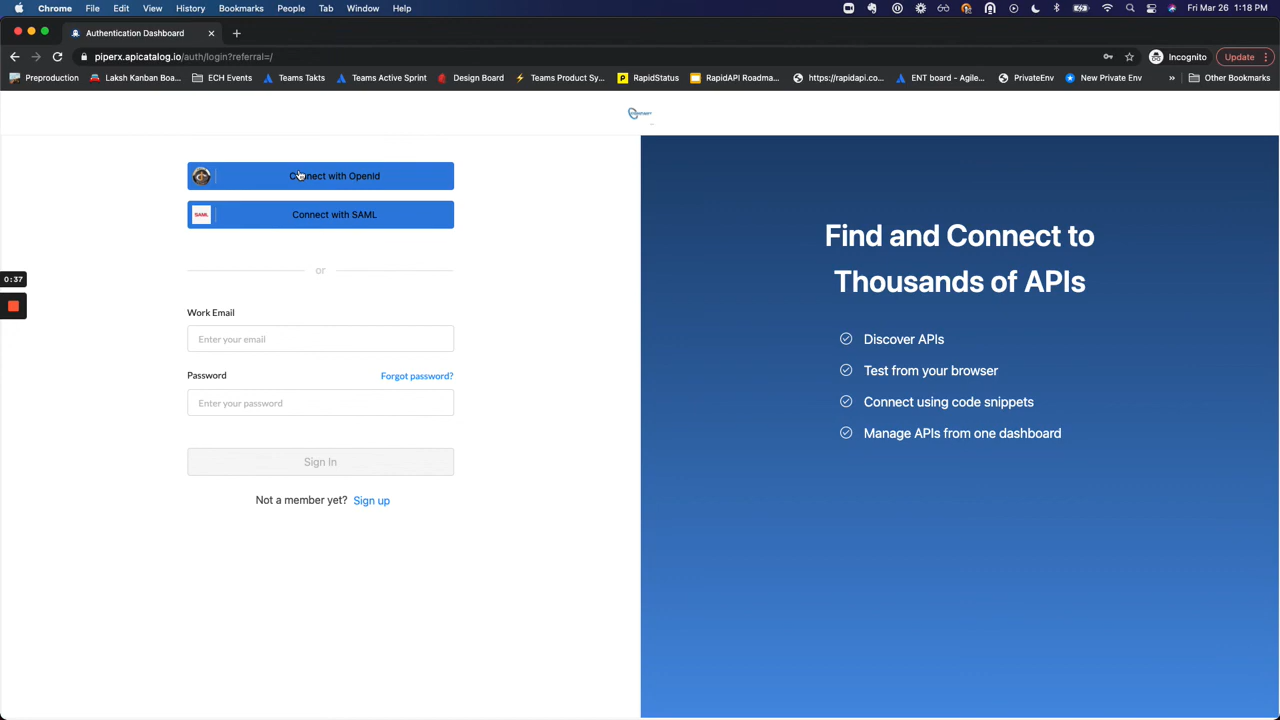 Chrome File Edit View History Bookmarks People Tab Window Help
Fri Mar 26 1:18 PM
Authentication Dashboard
piperx.apicatalog.io/auth/login?referral=/
Incognito
Update
Preproduction
Laksh Kanban Boa...
ECH Events
Teams Takts
Teams Active Sprint
Design Board
Teams Product Sy...
RapidStatus
RapidAPI Roadma...
https://rapidapi.co...
ENT board - Agile...
PrivateEnv
New Private Env
»
Other Bookmarks
Connect with OpenId
SAML
Connect with SAML
or
Work Email
Enter your email
Password
Forgot password?
Enter your password
Sign In
Not a member yet? Sign up
0:37
Find and Connect to
Thousands of APIs
Discover APIs
Test from your browser
Connect using code snippets
Manage APIs from one dashboard